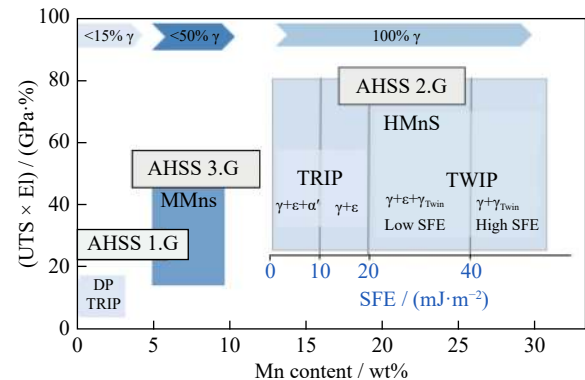 (UTS × El) / (GPa·%)
100
80
60
40
20
0
<15% γ
<50% γ
100% γ
AHSS 2.G
HMnS
AHSS 3.G
MMns
TRIP
TWIP
γ+ε+α′
γ+ε
γ+ε+γTwin
Low SFE
γ+γTwin
High SFE
AHSS 1.G
DP
TRIP
0 10 20 40
SFE / (mJ·m⁻²)
0 5 10 15 20 25 30
Mn content / wt%